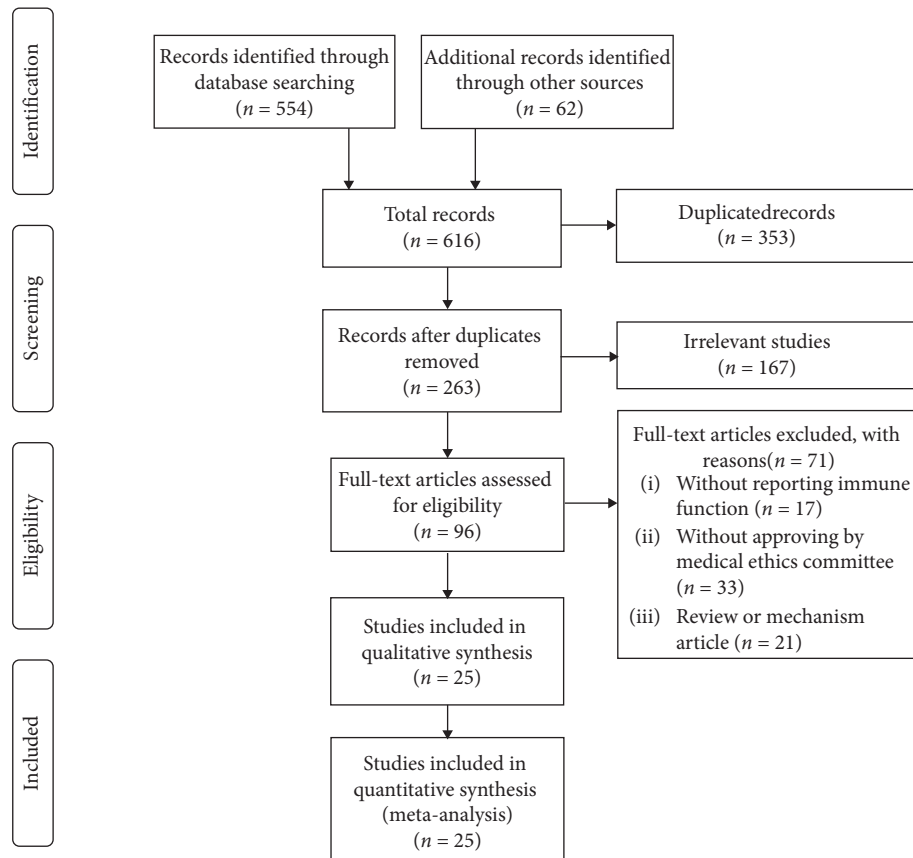 Identification
Records identified through
database searching
(n = 554)
Additional records identified
through other sources
(n = 62)
Total records
(n = 616)
Duplicatedrecords
(n = 353)
Screening
Records after duplicates
removed
(n = 263)
Irrelevant studies
(n = 167)
Eligibility
Full-text articles assessed
for eligibility
(n = 96)
Full-text articles excluded, with
reasons(n = 71)
(i) Without reporting immune
function (n = 17)
(ii) Without approving by
medical ethics committee
(n = 33)
(iii) Review or mechanism
article (n = 21)
Studies included in
qualitative synthesis
(n = 25)
Included
Studies included in
quantitative synthesis
(meta-analysis)
(n = 25)